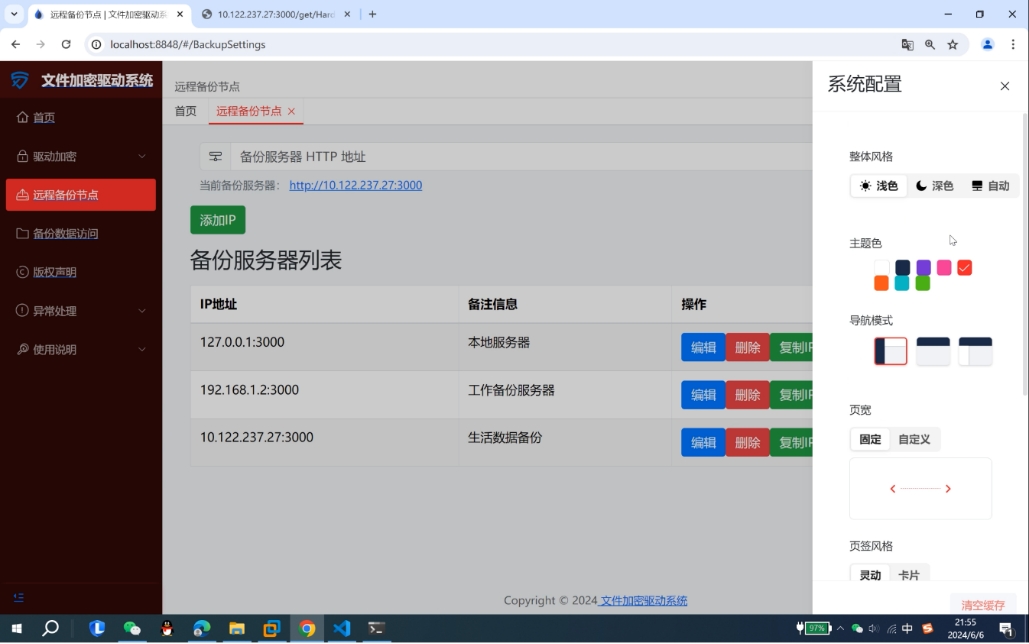 远程备份节点 | 文件加密驱动系
10.122.237.27:3000/get/Hard
localhost:8848/#/BackupSettings
文件加密驱动系统
首页
驱动加密
远程备份节点
备份数据访问
版权声明
异常处理
使用说明
远程备份节点
首页
远程备份节点
备份服务器 HTTP 地址
当前备份服务器： http://10.122.237.27:3000
添加IP
备份服务器列表
IP地址 备注信息 操作
127.0.0.1:3000 本地服务器 编辑 删除 复制IP
192.168.1.2:3000 工作备份服务器 编辑 删除 复制IP
10.122.237.27:3000 生活数据备份 编辑 删除 复制IP
Copyright © 2024 文件加密驱动系统
系统配置
整体风格
浅色 深色 自动
主题色
导航模式
页宽
固定 自定义
页签风格
灵动 卡片
清空缓存
97%
中
21:55
2024/6/6